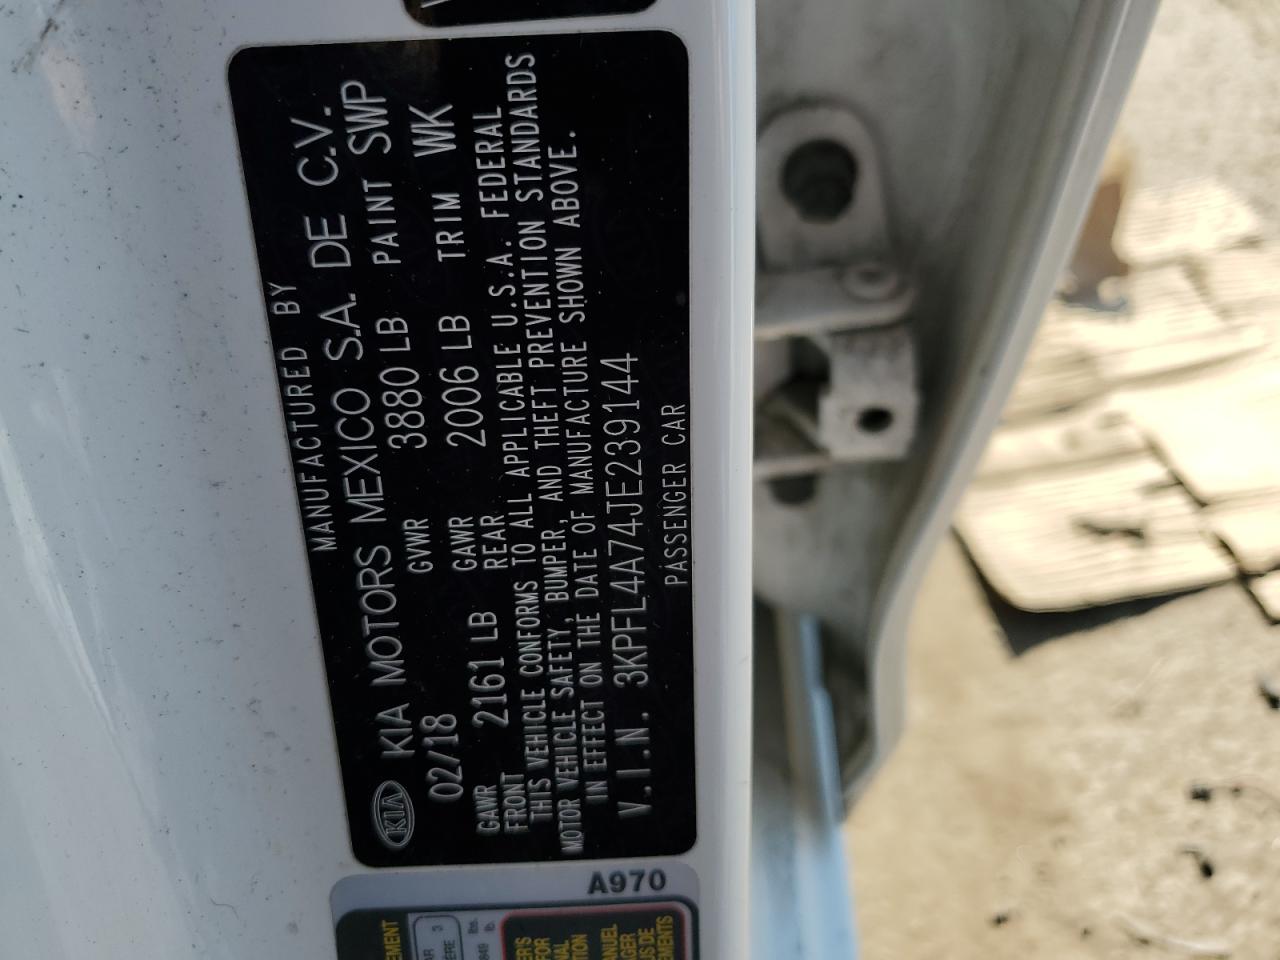 MANUFACTURED BY
KIA KIA MOTORS MEXICO S.A. DE C.V.
02/18 GVWR 3880 LB PAINT SWP
GAWR FRONT 2161 LB GAWR REAR 2006 LB TRIM WK
THIS VEHICLE CONFORMS TO ALL APPLICABLE U.S.A. FEDERAL
MOTOR VEHICLE SAFETY, BUMPER, AND THEFT PREVENTION STANDARDS
IN EFFECT ON THE DATE OF MANUFACTURE SHOWN ABOVE.
V.I.N. 3KPFL4A74JE239144
PASSENGER CAR
A970